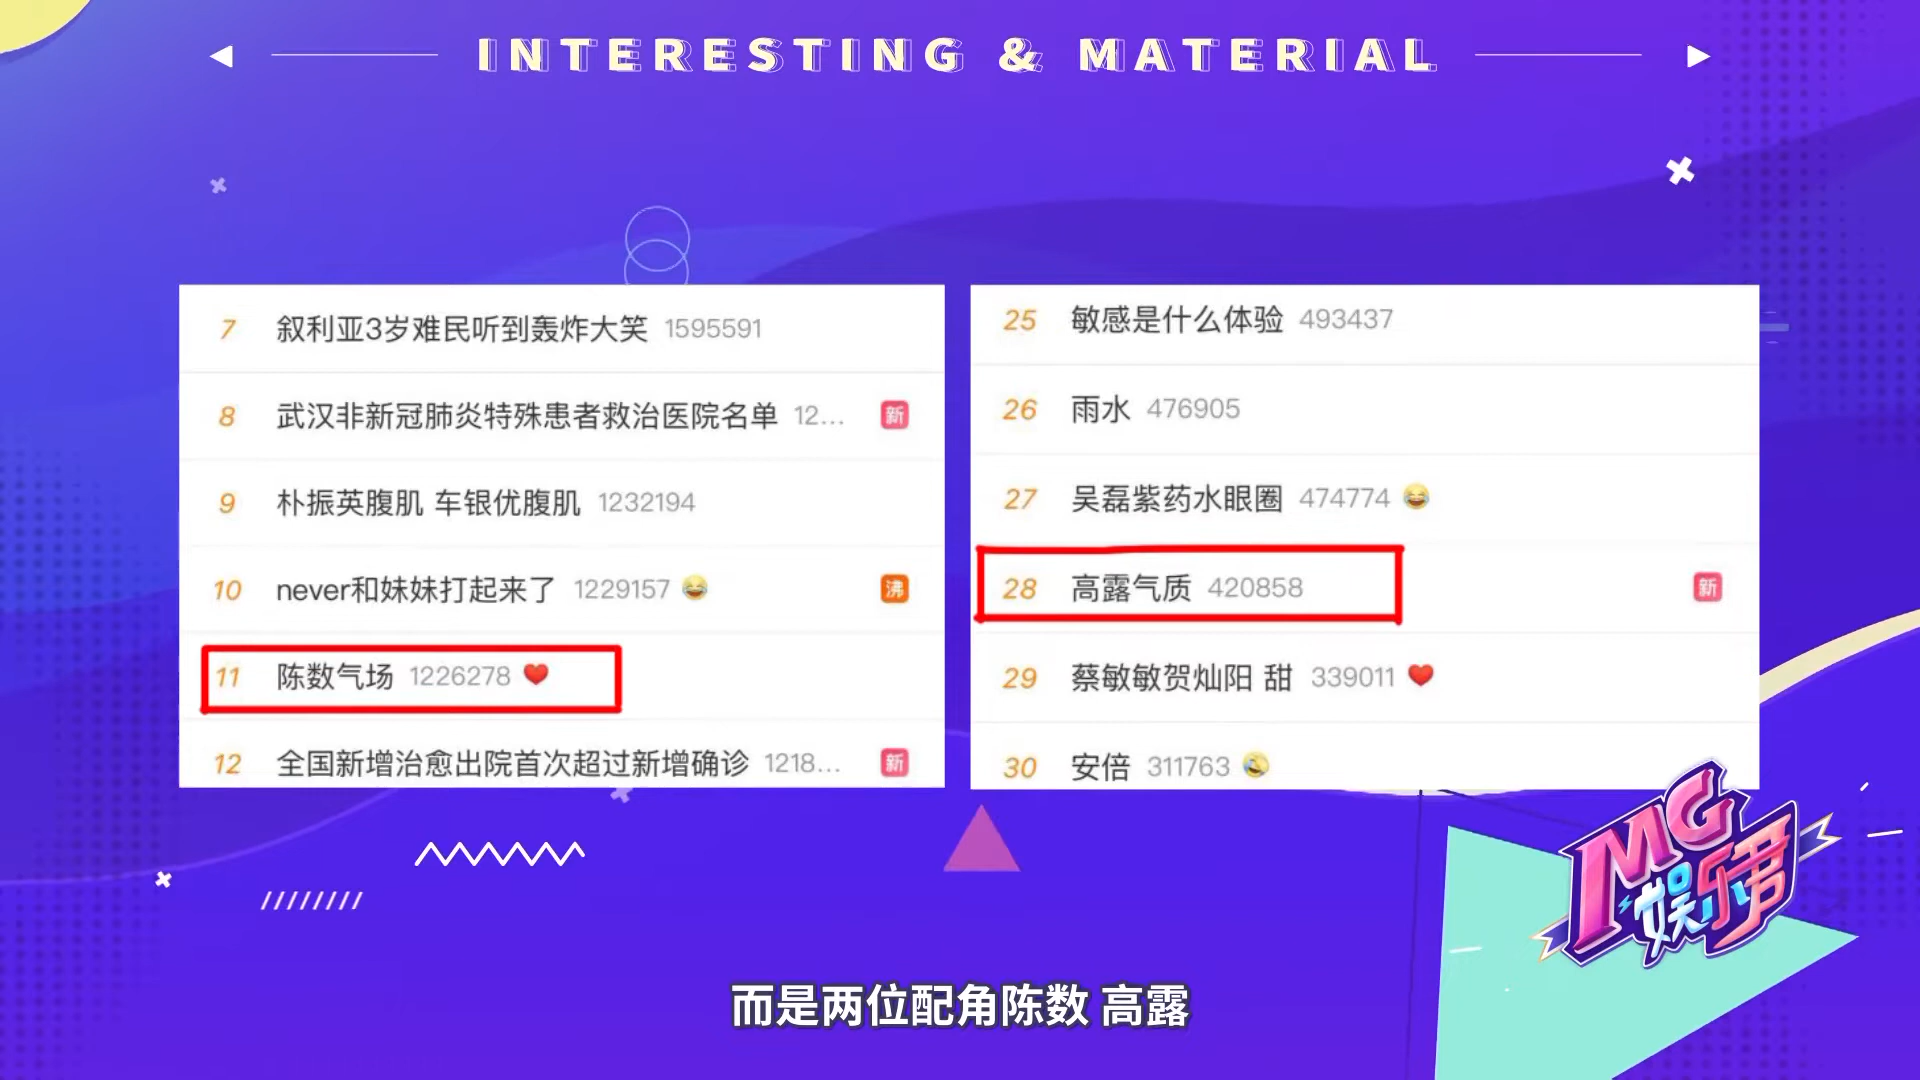 INTERESTING & MATERIAL
7 叙利亚3岁难民听到轰炸大笑 1595591
8 武汉非新冠肺炎特殊患者救治医院名单 12... 新
9 朴振英腹肌 车银优腹肌 1232194
10 never和妹妹打起来了 1229157 😂 沸
11 陈数气场 1226278 ❤️
12 全国新增治愈出院首次超过新增确诊 1218... 新
25 敏感是什么体验 493437
26 雨水 476905
27 吴磊紫药水眼圈 474774 😂
28 高露气质 420858 新
29 蔡敏敏贺灿阳 甜 339011 ❤️
30 安倍 311763 🤣
MG
娱乐君
而是两位配角陈数 高露